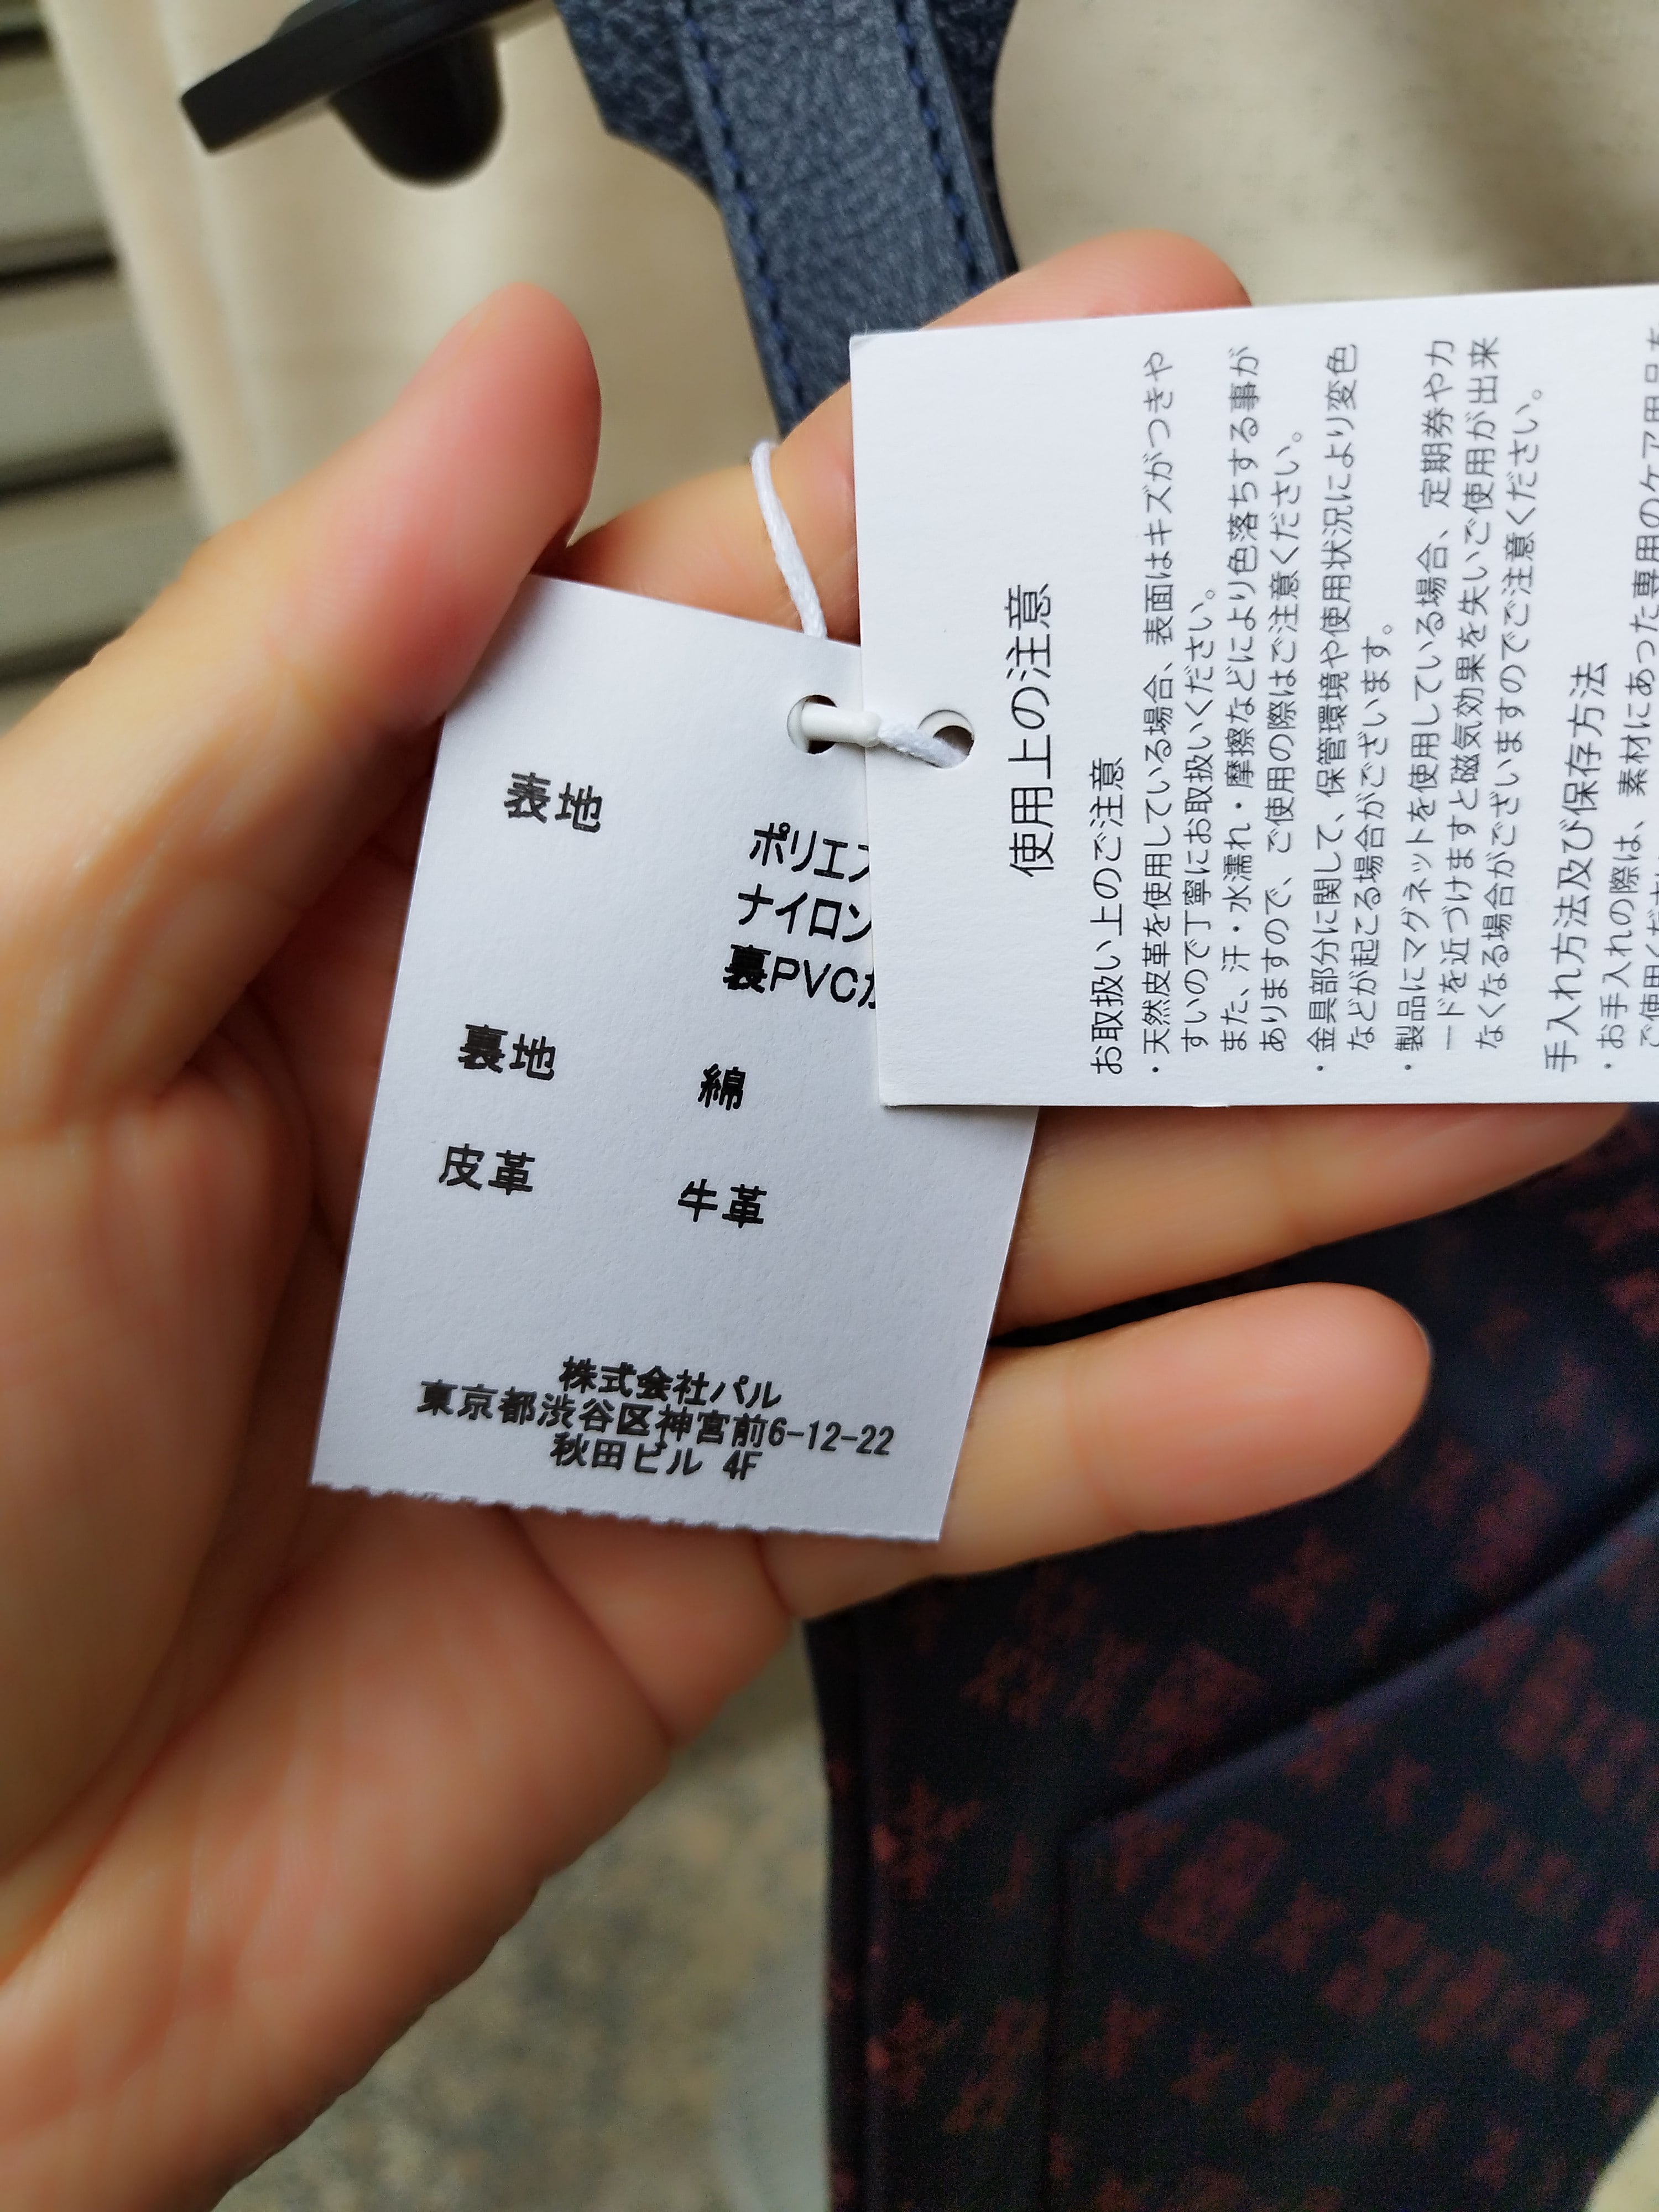 表地
ポリエス
ナイロン
裏PVCが
裏地 綿
皮革 牛革
株式会社パル
東京都渋谷区神宮前6-12-22
秋田ビル 4F
使用上の注意
お取扱い上のご注意
・天然皮革を使用している場合、表面はキズがつきや
すいので丁寧にお取扱いください。
また、汗・水濡れ・摩擦などにより色落ちする事が
ありますので、ご使用の際はご注意ください。
・金具部分に関して、保管環境や使用状況により変色
などが起こる場合がございます。
・製品にマグネットを使用している場合、定期券やカ
ードを近づけますと磁気効果を失いご使用が出来
なくなる場合がございますのでご注意ください。
手入れ方法及び保存方法
・お手入れの際は、素材にあった専用のケア用品を
ご使用ください